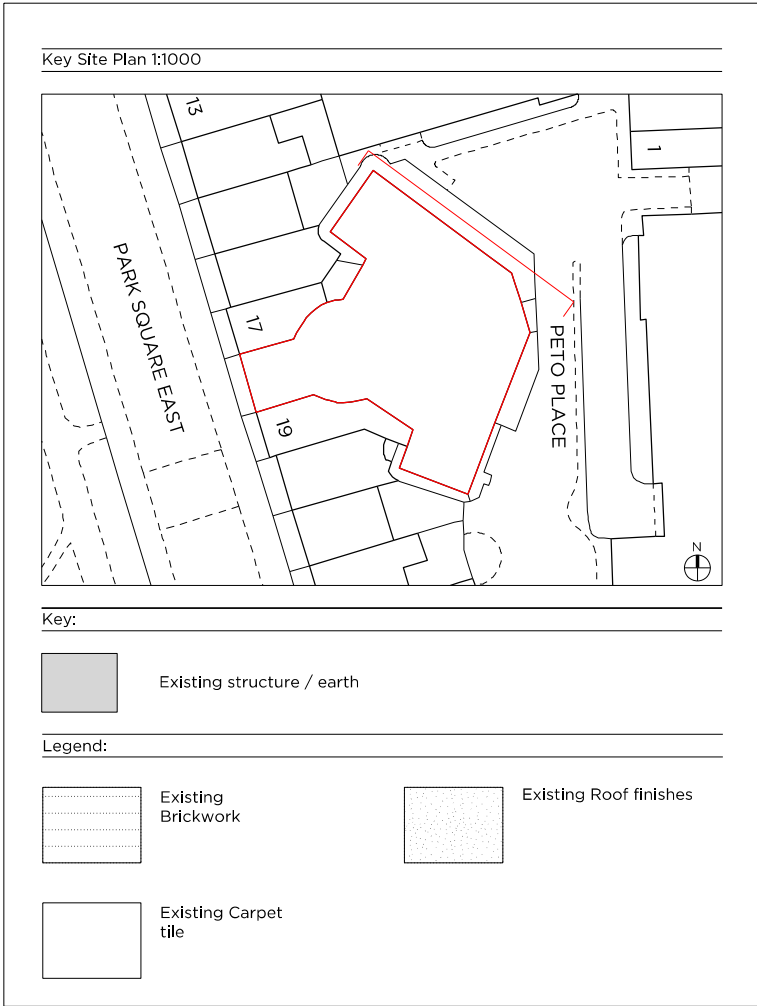 Key Site Plan 1:1000
13
1
PARK SQUARE EAST
17
PETO PLACE
19
N
Key:
Existing structure / earth
Legend:
Existing
Brickwork
Existing Roof finishes
Existing Carpet
tile